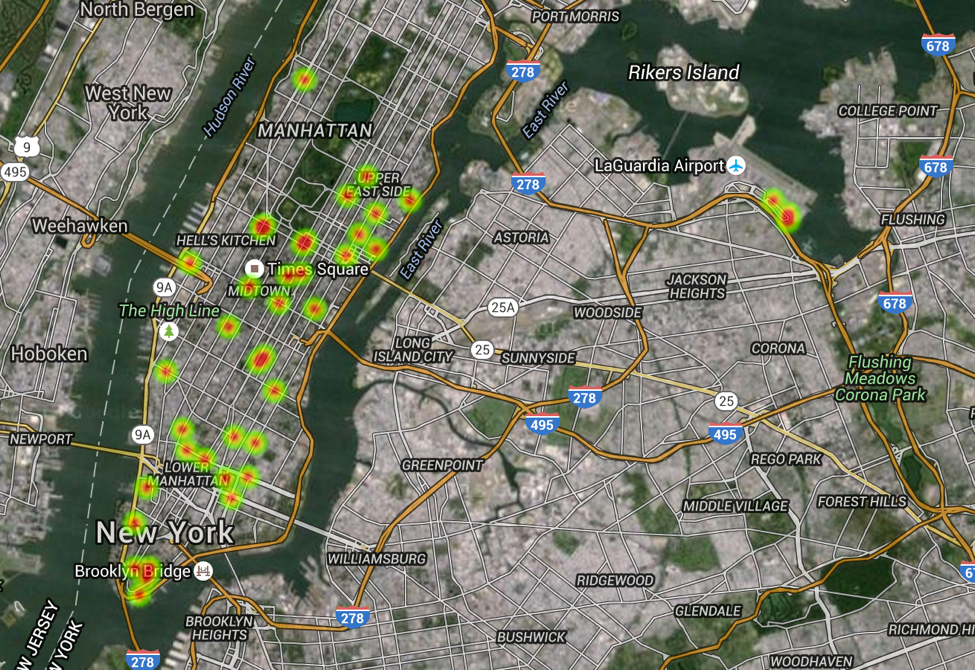 North Bergen
PORT MORRIS
678
278
Rikers Island
West New
York
Hudson River
East River
COLLEGE POINT
MANHATTAN
9
495
LaGuardia Airport
678
278
UPPER
EAST SIDE
Weehawken
FLUSHING
HELL'S KITCHEN
ASTORIA
East River
Times Square
9A
MIDTOWN
JACKSON
HEIGHTS
678
The High Line
25A
WOODSIDE
Hoboken
LONG
ISLAND CITY
25
SUNNYSIDE
CORONA
Flushing
Meadows
Corona Park
278
25
495
495
9A
NEWPORT
GREENPOINT
REGO PARK
LOWER
MANHATTAN
MIDDLE VILLAGE
FOREST HILLS
New York
WILLIAMSBURG
Brooklyn Bridge
RIDGEWOOD
278
GLENDALE
BROOKLYN
HEIGHTS
BUSHWICK
RICHMOND HI
W JERSEY
YORK
278
WOODHAVEN